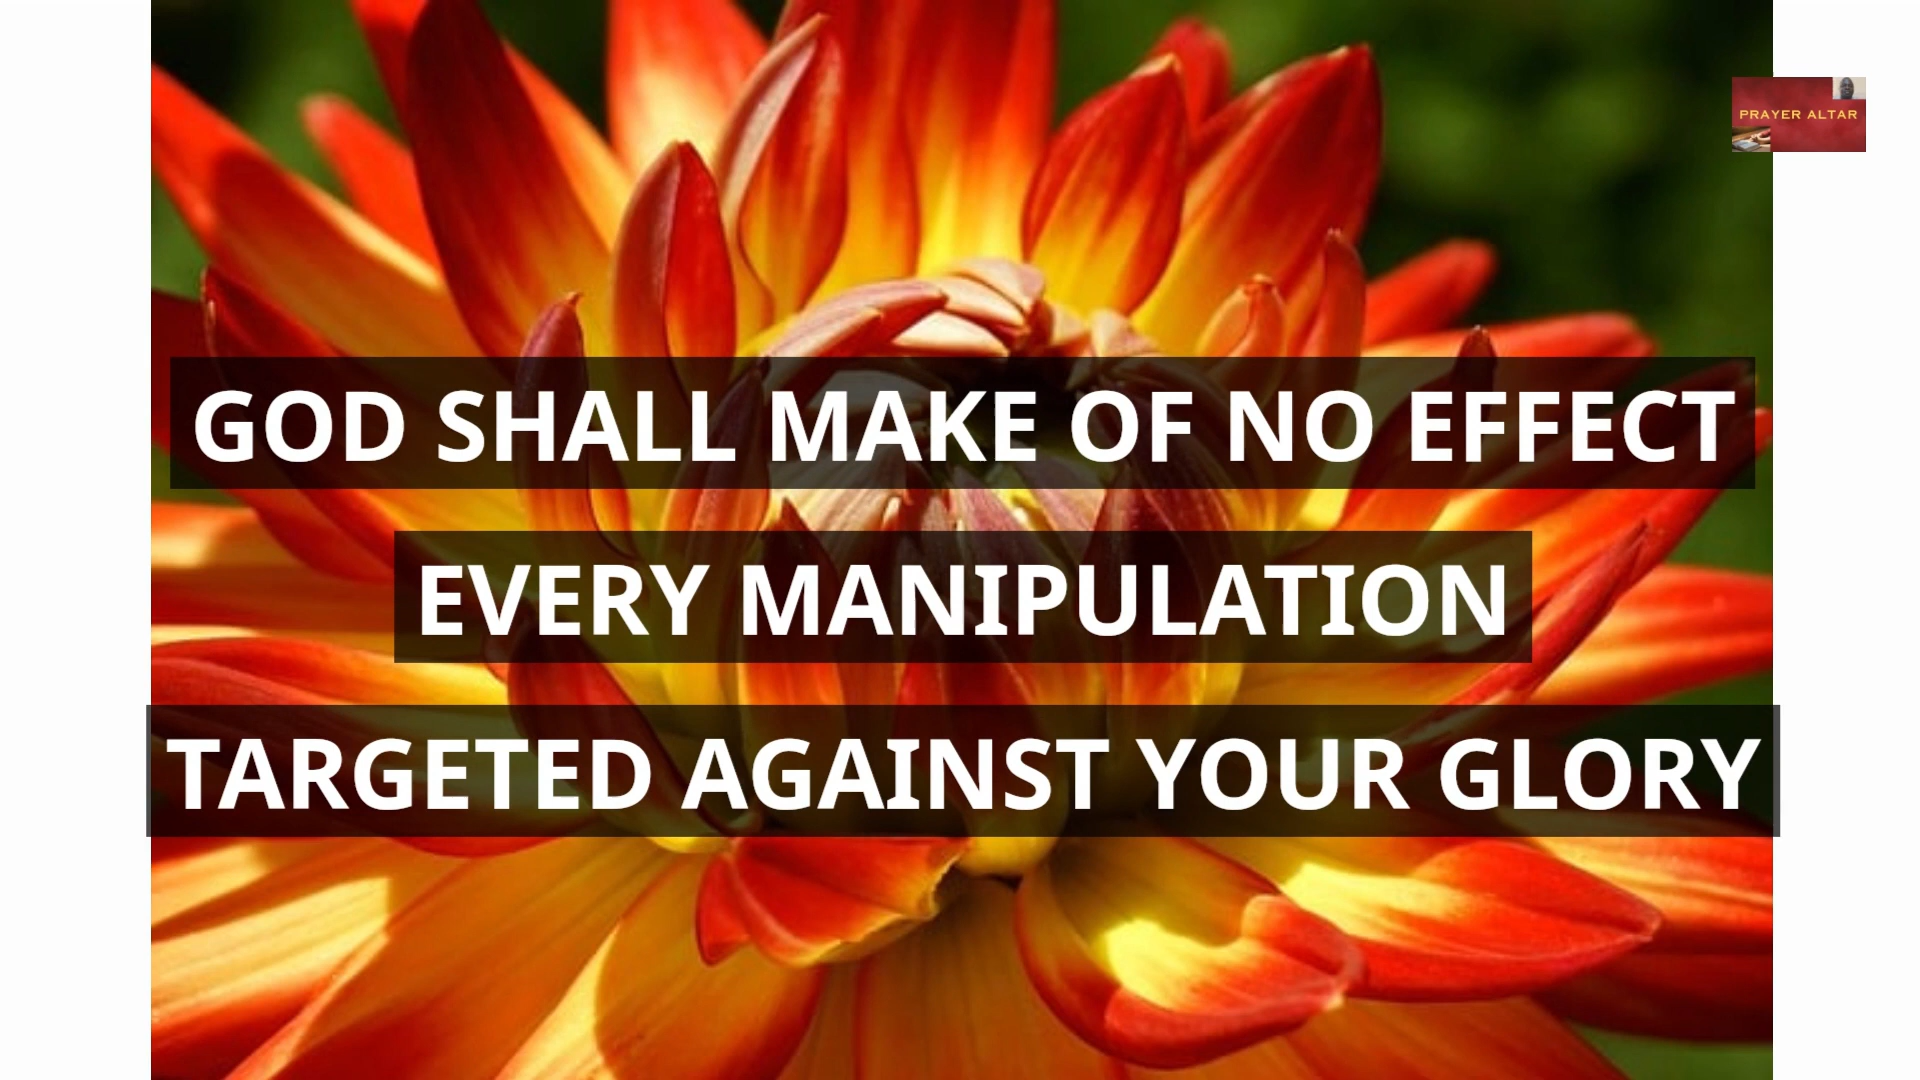 PRAYER ALTAR
GOD SHALL MAKE OF NO EFFECT
EVERY MANIPULATION
TARGETED AGAINST YOUR GLORY